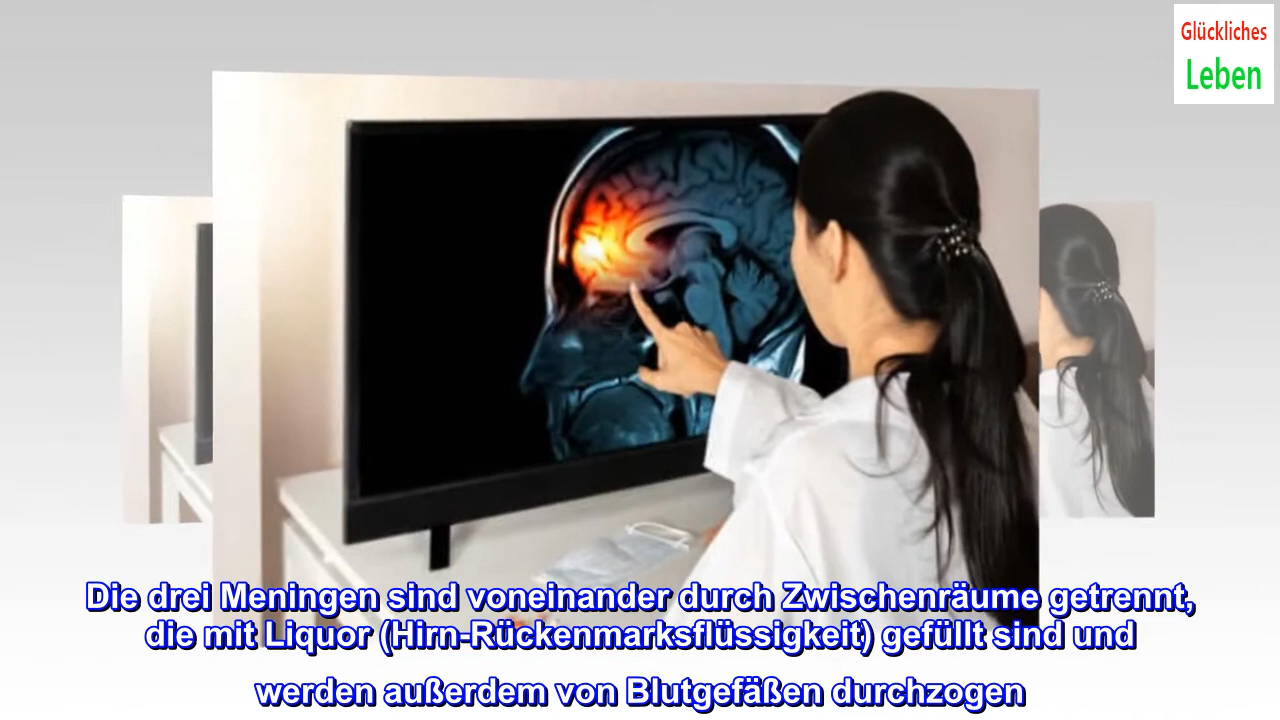 Glückliches
Leben
Die drei Meningen sind voneinander durch Zwischenräume getrennt,
die mit Liquor (Hirn-Rückenmarksflüssigkeit) gefüllt sind und
werden außerdem von Blutgefäßen durchzogen